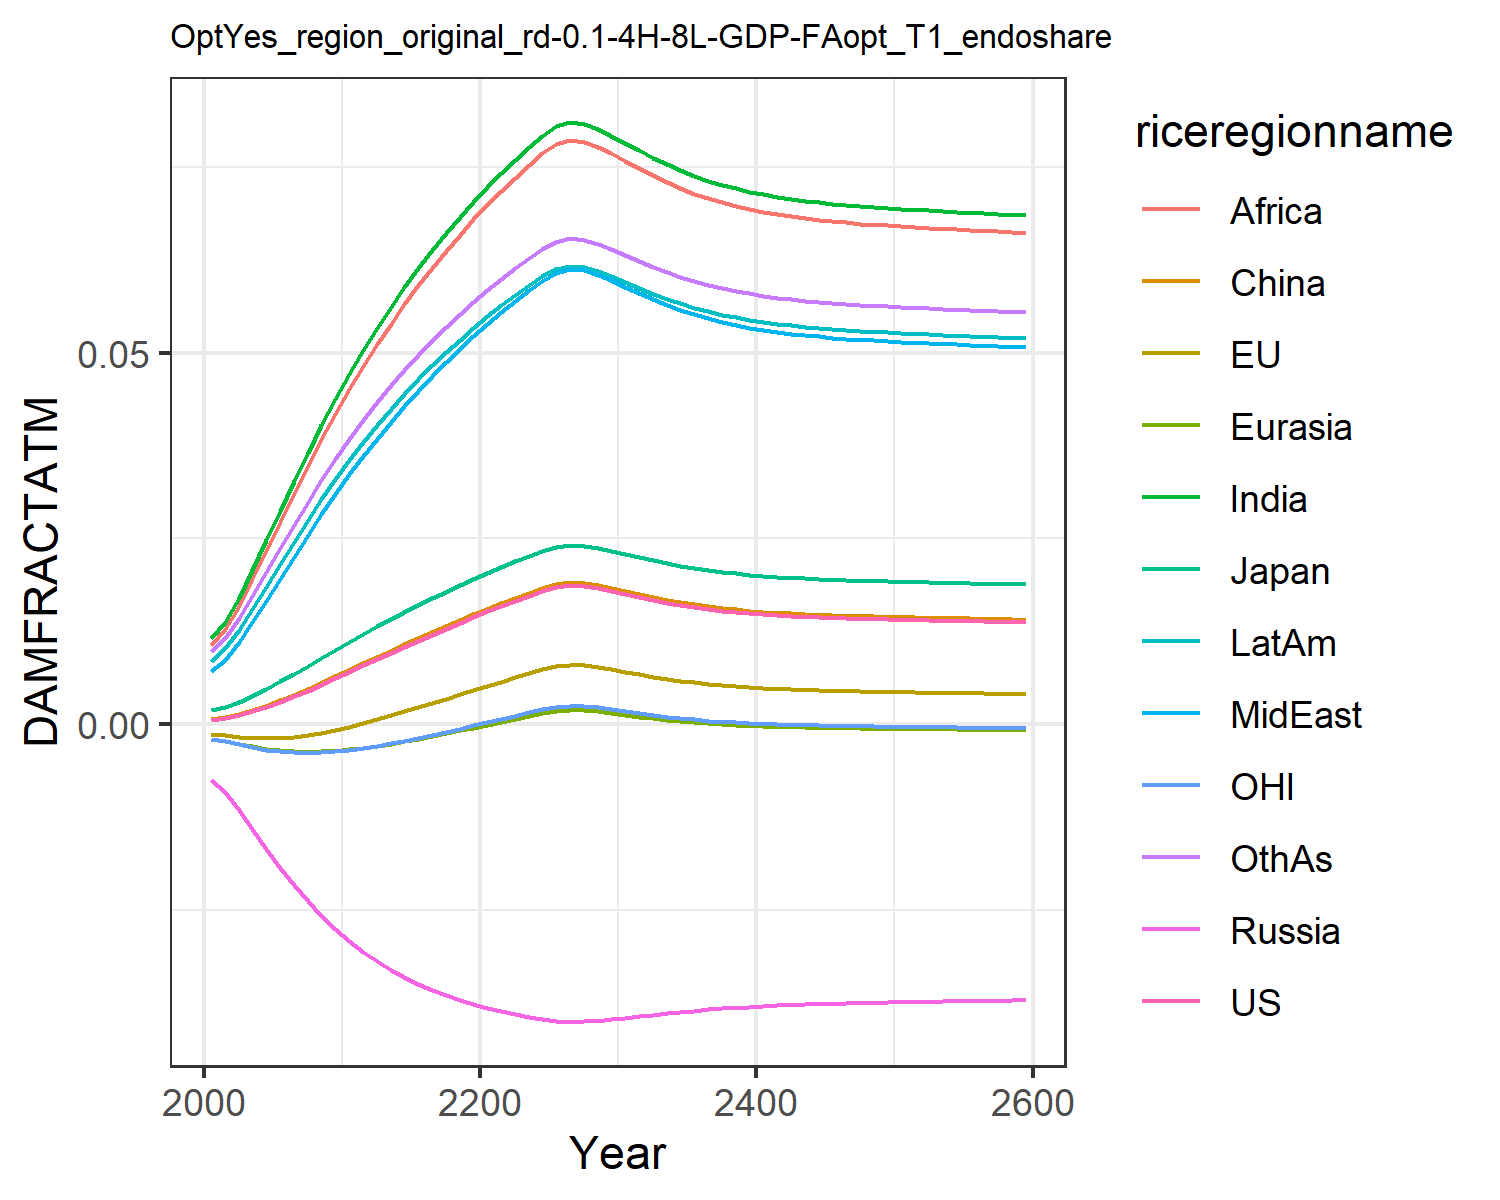 OptYes_region_original_rd-0.1-4H-8L-GDP-FAopt_T1_endoshare
DAMFRACTATM
0.05
0.00
2000 2200 2400 2600
Year
riceregionname
Africa
China
EU
Eurasia
India
Japan
LatAm
MidEast
OHI
OthAs
Russia
US